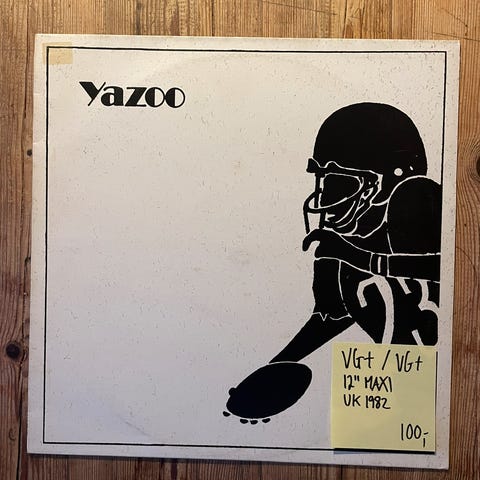 Yazoo
VG+ / VG+
12" MAXI
UK 1982
100,-